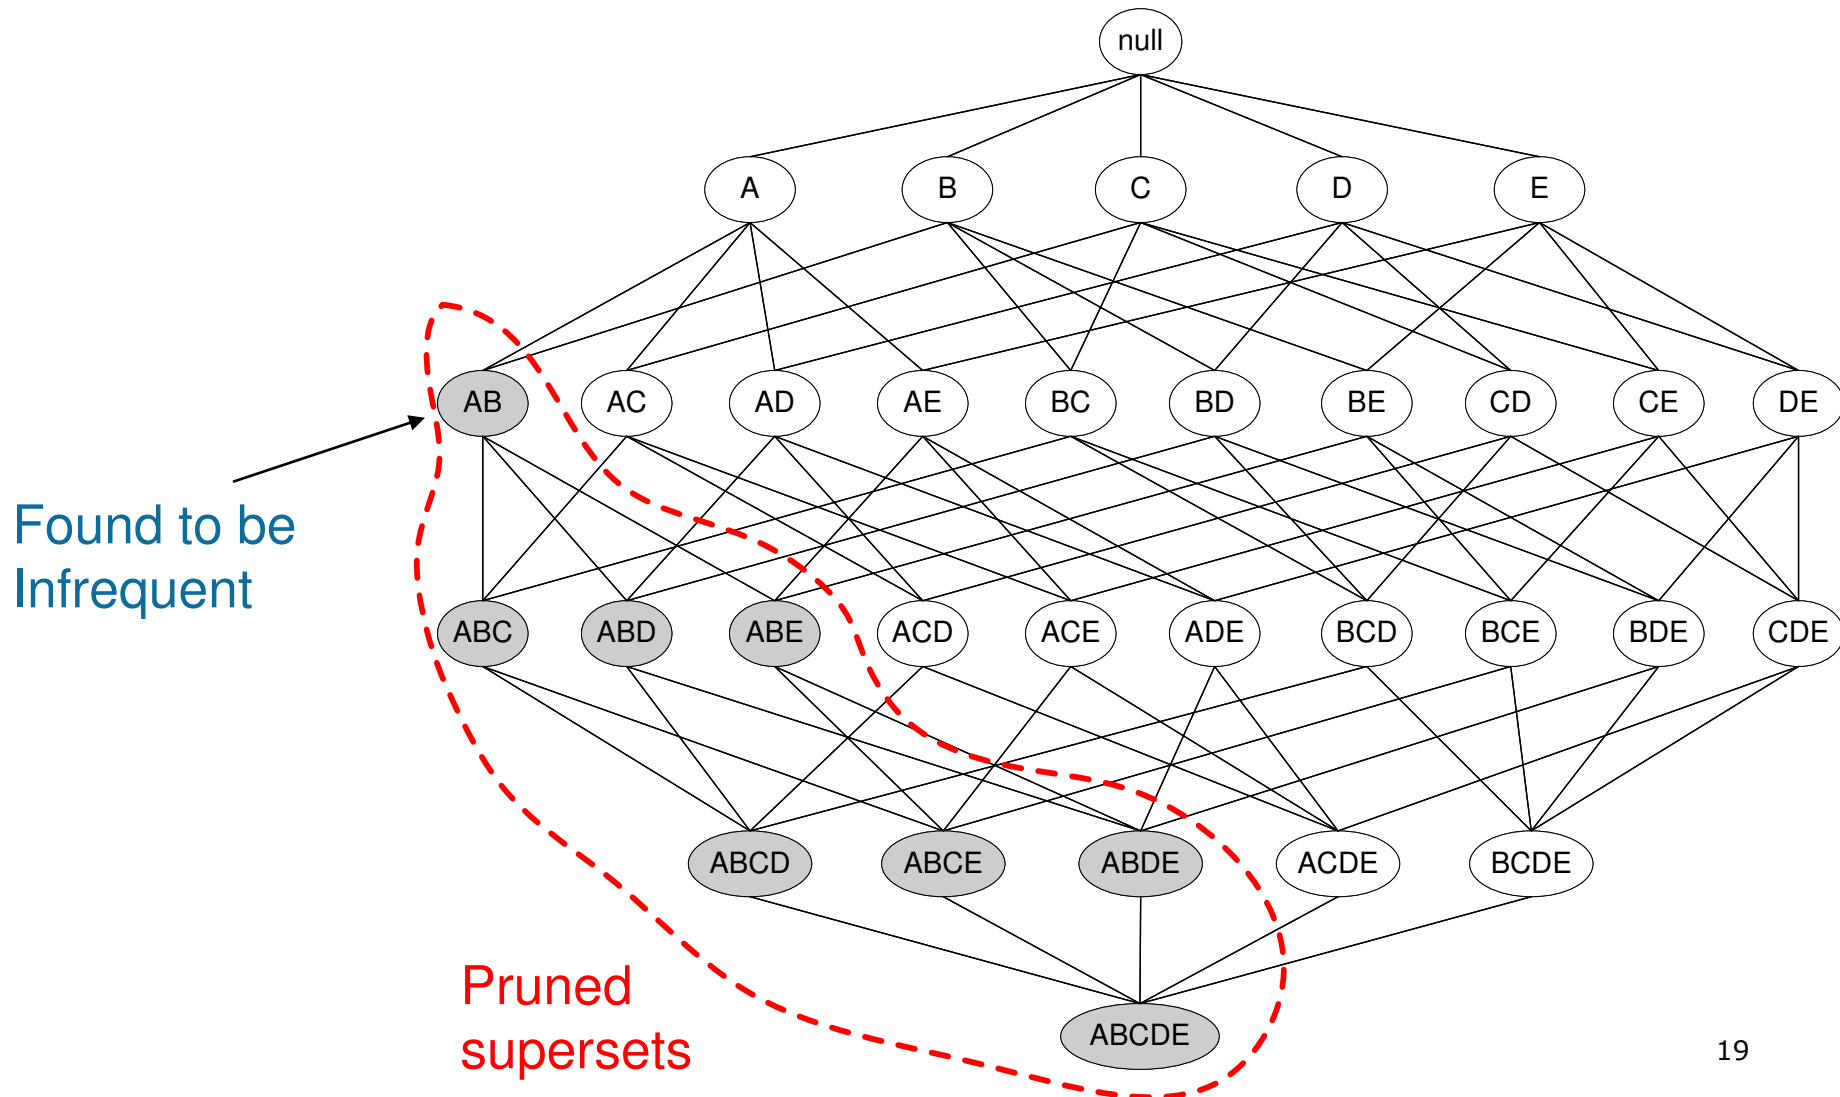 null
A B C D E
AB AC AD AE BC BD BE CD CE DE
Found to be
Infrequent
ABC ABD ABE ACD ACE ADE BCD BCE BDE CDE
ABCD ABCE ABDE ACDE BCDE
Pruned
supersets
ABCDE
19